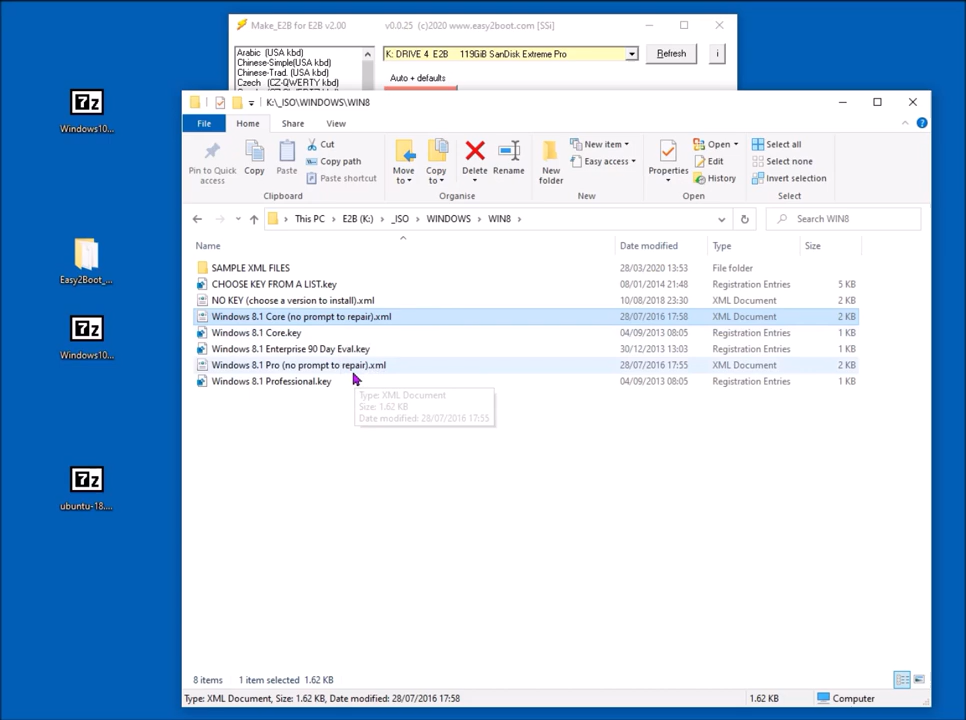 Make_E2B for E2B v2.00 v0.0.25 (c)2020 www.easy2boot.com [SSi]
Arabic (USA kbd)
Chinese-Simple(USA kbd)
Chinese-Trad. (USA kbd)
Czech (CZ-QWERTY kbd)
K: DRIVE 4 E2B 119GiB SanDisk Extreme Pro
Refresh
i
Auto + defaults
K:\_ISO\WINDOWS\WIN8
File Home Share View
Pin to Quick access
Copy
Paste
Cut
Copy path
Paste shortcut
Clipboard
Move to
Copy to
Delete
Rename
Organise
New folder
New item
Easy access
New
Properties
Open
Edit
History
Open
Select all
Select none
Invert selection
Select
This PC > E2B (K:) > _ISO > WINDOWS > WIN8 >
Search WIN8
Name Date modified Type Size
SAMPLE XML FILES 28/03/2020 13:53 File folder
CHOOSE KEY FROM A LIST.key 08/01/2014 21:48 Registration Entries 5 KB
NO KEY (choose a version to install).xml 10/08/2018 23:30 XML Document 2 KB
Windows 8.1 Core (no prompt to repair).xml 28/07/2016 17:58 XML Document 2 KB
Windows 8.1 Core.key 04/09/2013 08:05 Registration Entries 1 KB
Windows 8.1 Enterprise 90 Day Eval.key 30/12/2013 13:03 Registration Entries 1 KB
Windows 8.1 Pro (no prompt to repair).xml 28/07/2016 17:55 XML Document 2 KB
Windows 8.1 Professional.key 04/09/2013 08:05 Registration Entries 1 KB
Type: XML Document
Size: 1.62 KB
Date modified: 28/07/2016 17:55
8 items 1 item selected 1.62 KB
Type: XML Document, Size: 1.62 KB, Date modified: 28/07/2016 17:58 1.62 KB Computer
7z
Windows10...
Easy2Boot_...
7z
Windows10...
7z
ubuntu-18....